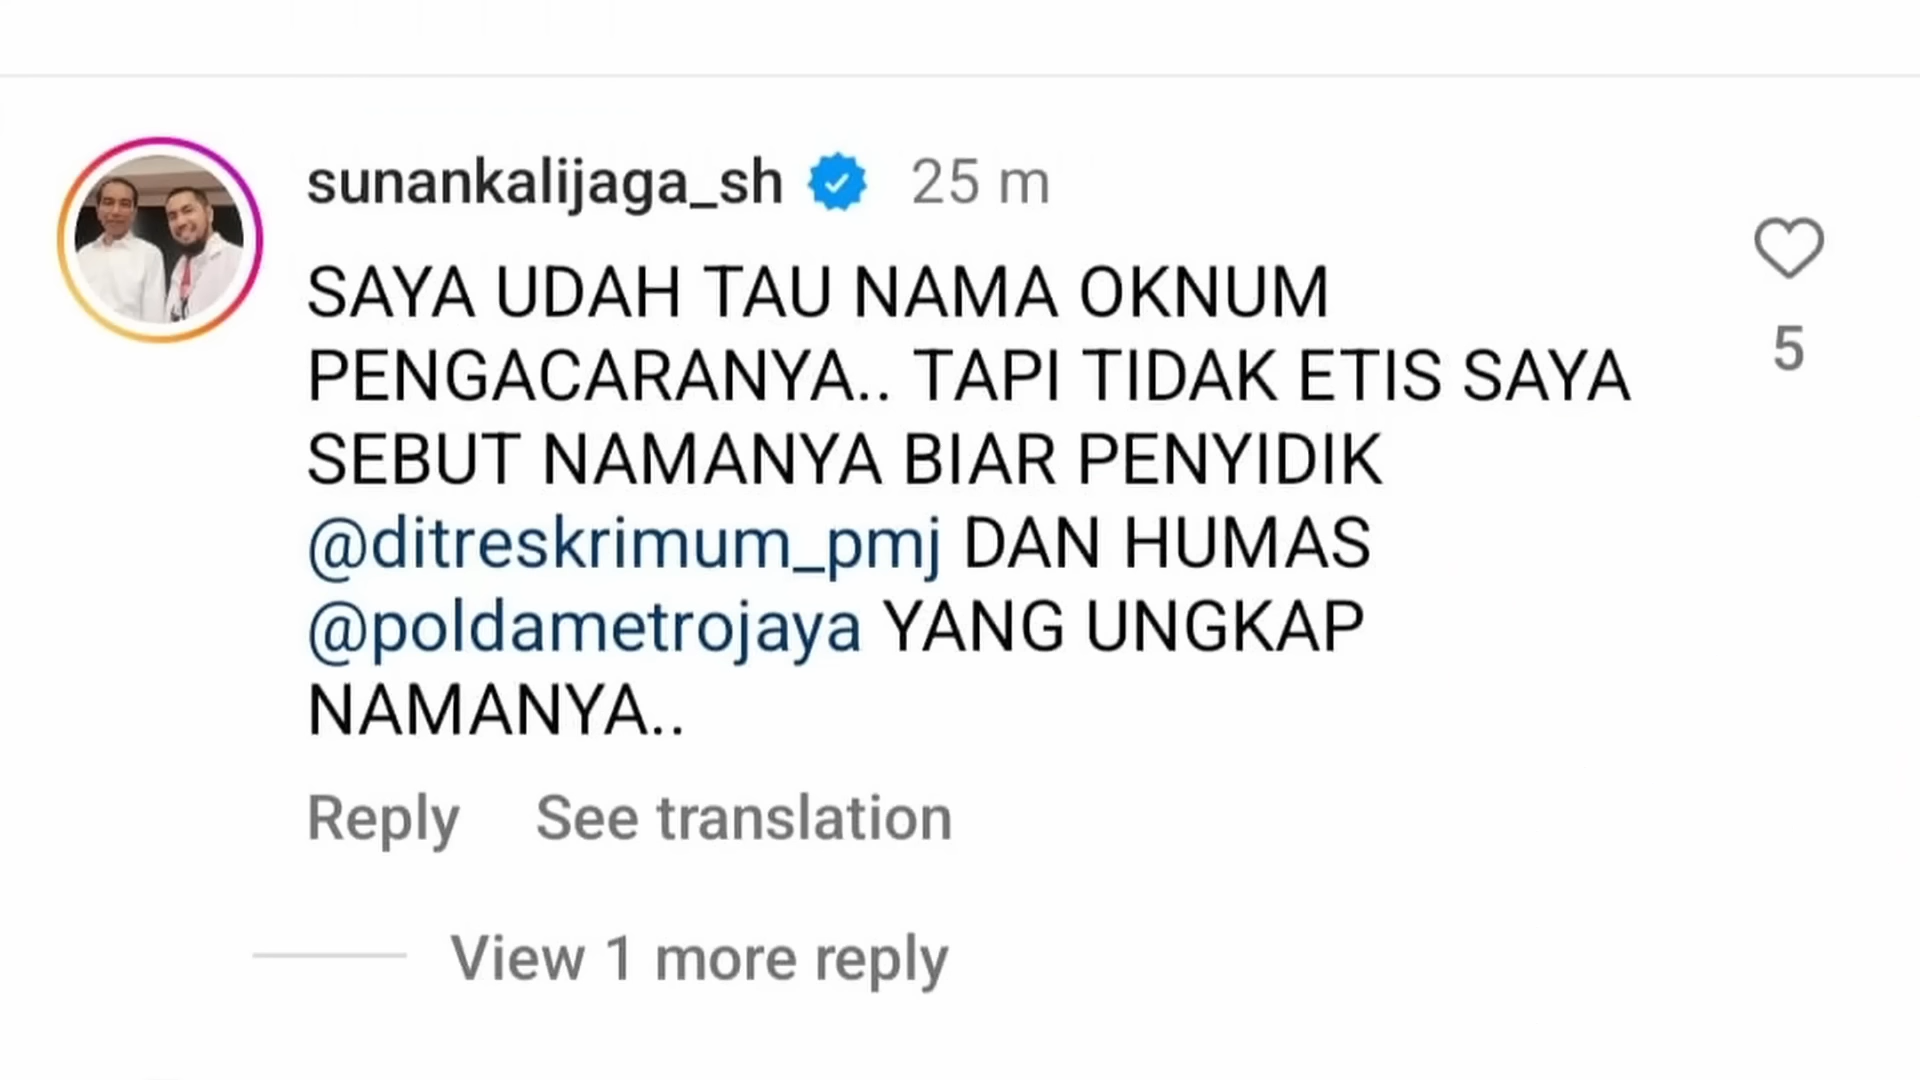 sunankalijaga_sh 25 m
SAYA UDAH TAU NAMA OKNUM
PENGACARANYA.. TAPI TIDAK ETIS SAYA
SEBUT NAMANYA BIAR PENYIDIK
@ditreskrimum_pmj DAN HUMAS
@poldametrojaya YANG UNGKAP
NAMANYA..
5
Reply See translation
View 1 more reply